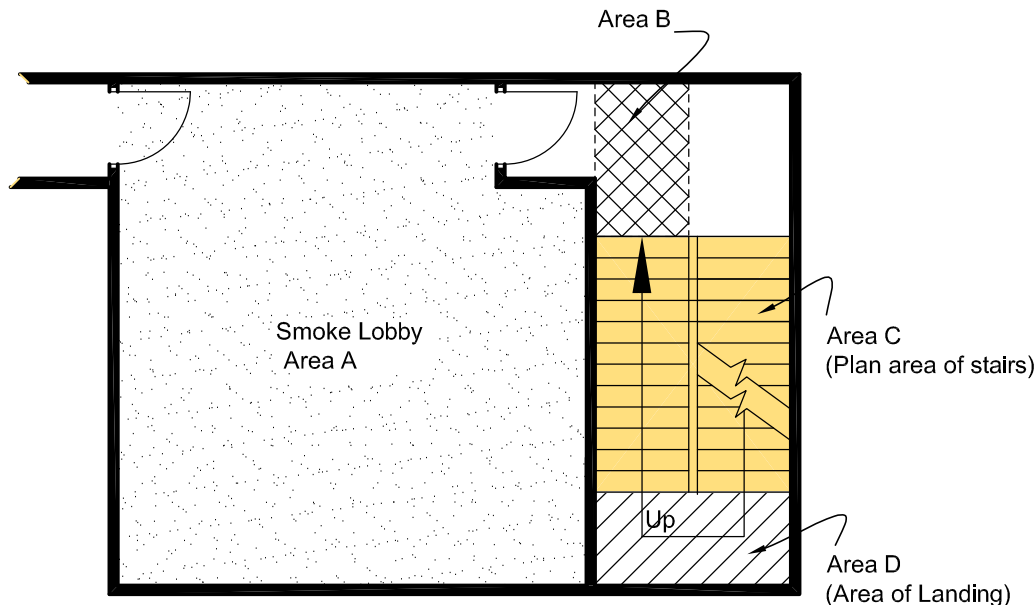 Area B
Smoke Lobby
Area A
Area C
(Plan area of stairs)
Up
Area D
(Area of Landing)